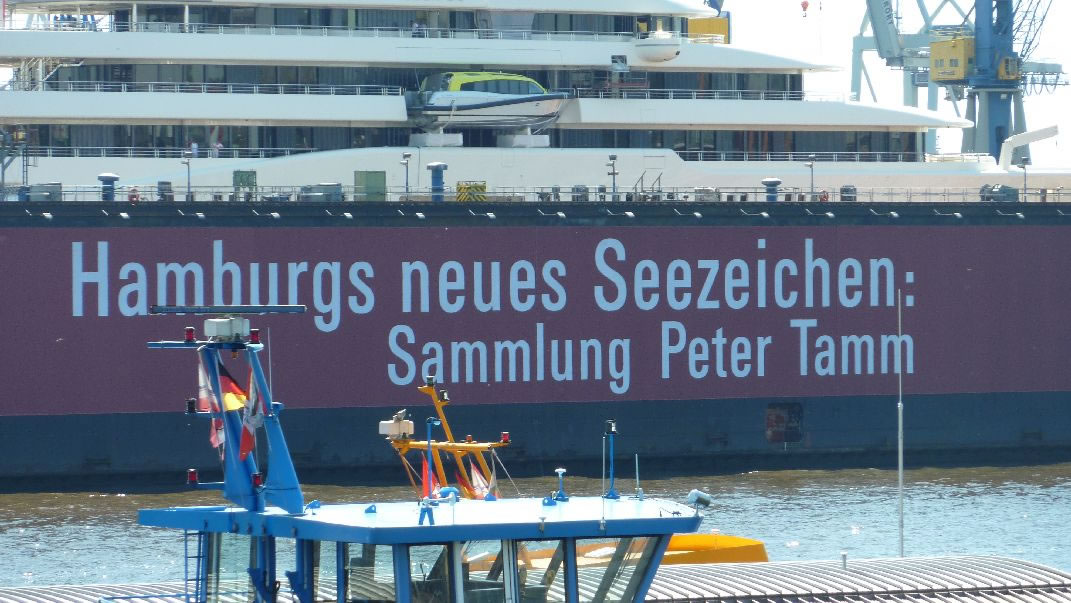 Hamburgs neues Seezeichen:
Sammlung Peter Tamm